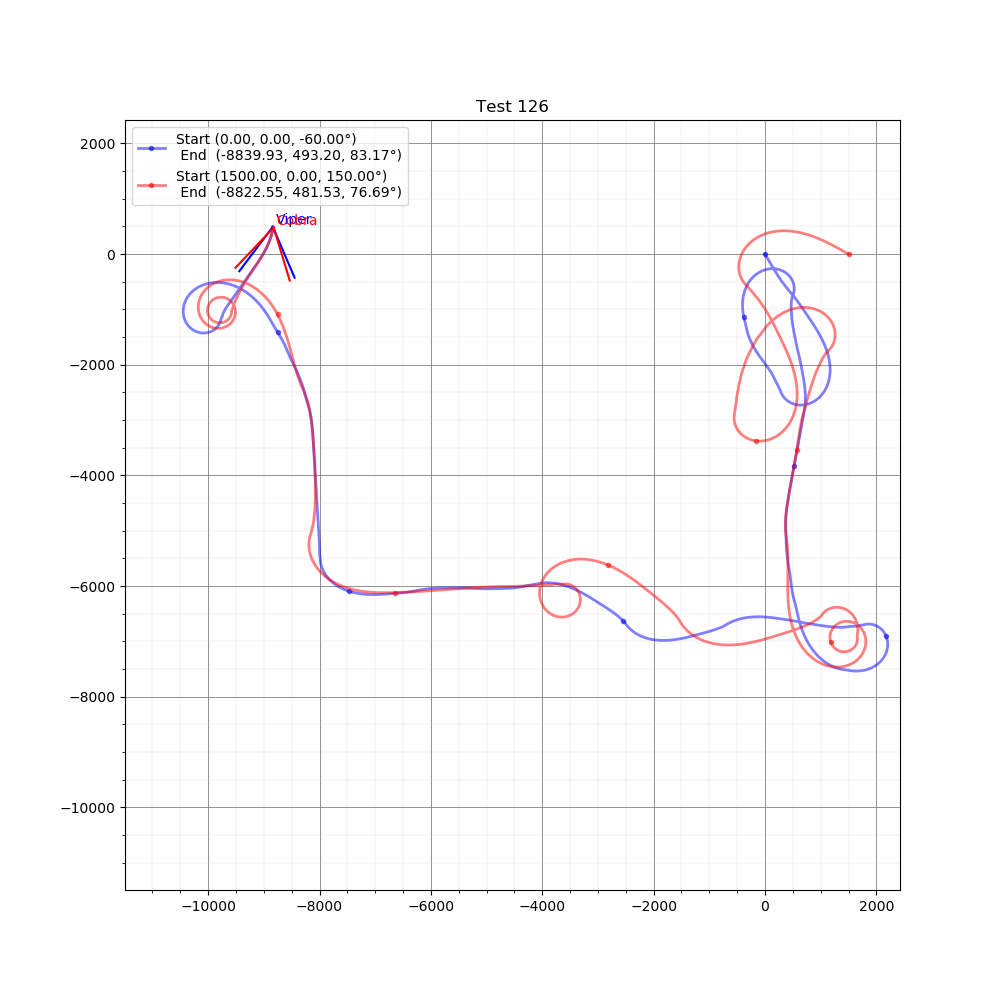 Test 126
Start (0.00, 0.00, -60.00°)
End (-8839.93, 493.20, 83.17°)
Start (1500.00, 0.00, 150.00°)
End (-8822.55, 481.53, 76.69°)
Viper
Cobra
2000
0
−2000
−4000
−6000
−8000
−10000
−10000
−8000
−6000
−4000
−2000
0
2000